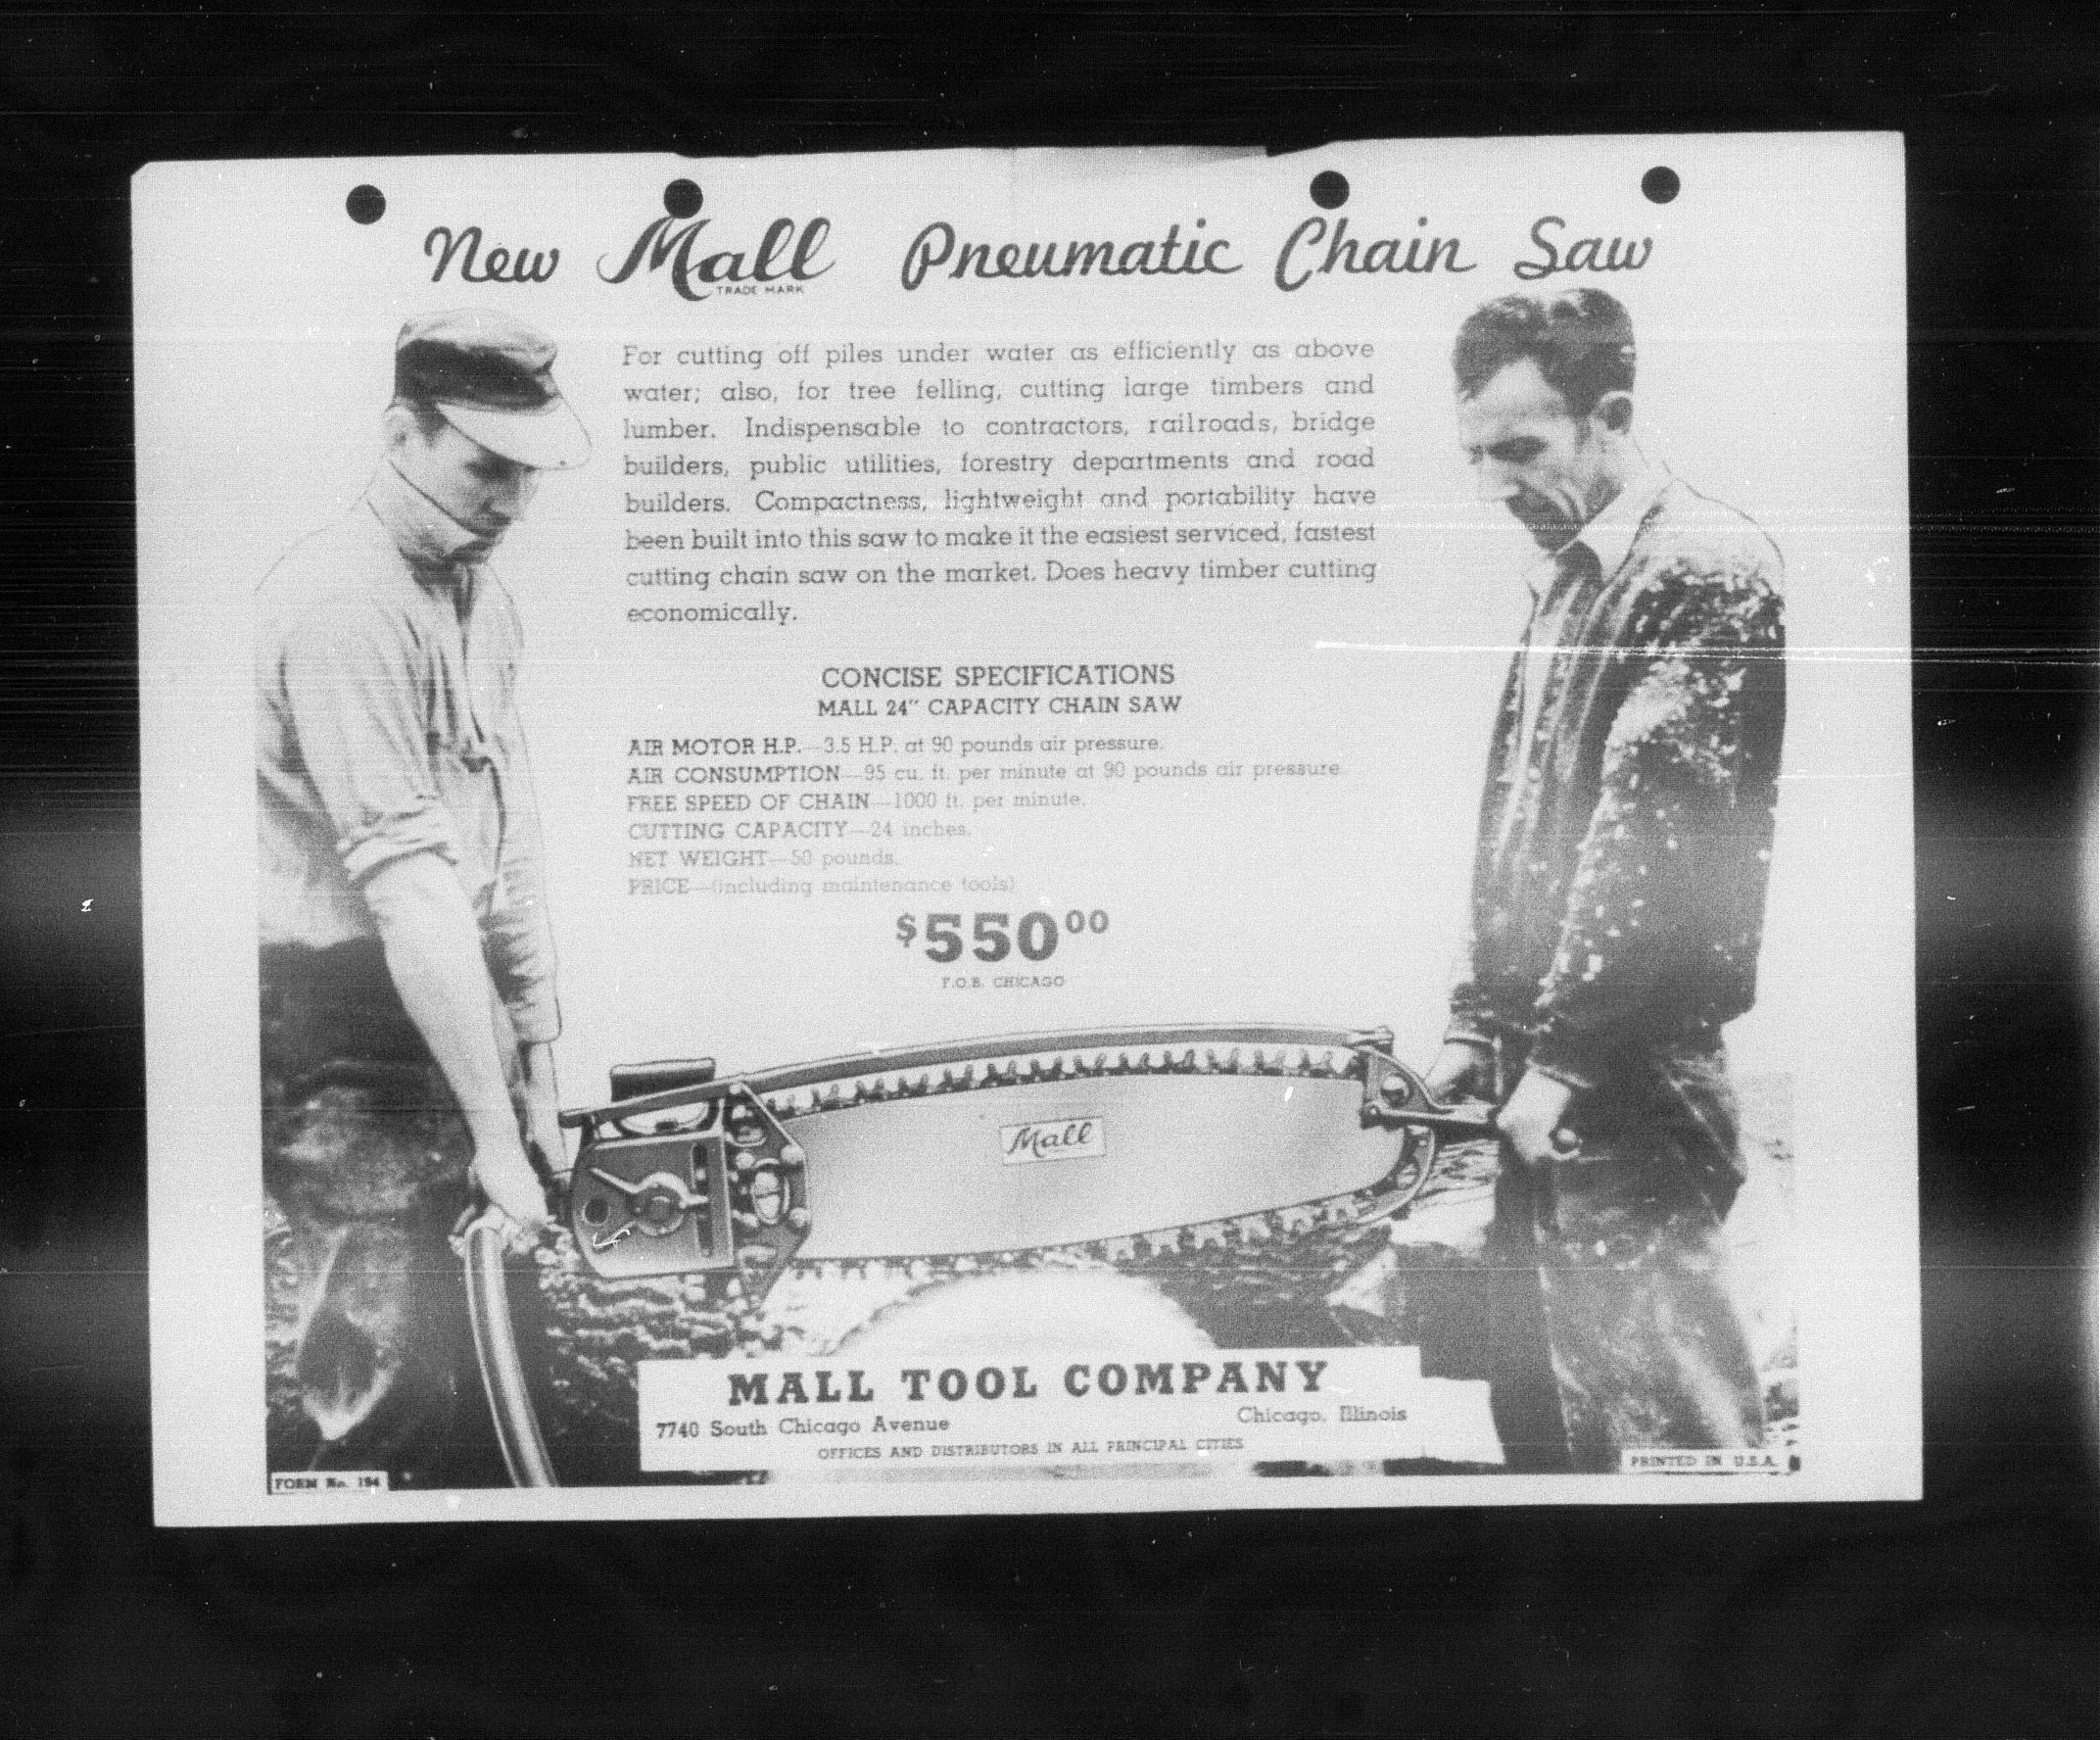 New Mall Pneumatic Chain Saw
TRADE MARK
For cutting off piles under water as efficiently as above
water; also, for tree felling, cutting large timbers and
lumber. Indispensable to contractors, railroads, bridge
builders, public utilities, forestry departments and road
builders. Compactness, lightweight and portability have
been built into this saw to make it the easiest serviced, fastest
cutting chain saw on the market. Does heavy timber cutting
economically.
CONCISE SPECIFICATIONS
MALL 24" CAPACITY CHAIN SAW
AIR MOTOR H.P.—3.5 H.P. at 90 pounds air pressure.
AIR CONSUMPTION—95 cu. ft. per minute at 90 pounds air pressure
FREE SPEED OF CHAIN—1000 ft. per minute.
CUTTING CAPACITY—24 inches.
NET WEIGHT—50 pounds.
PRICE—(including maintenance tools)
$55000
F.O.B. CHICAGO
Mall
MALL TOOL COMPANY
7740 South Chicago Avenue Chicago, Illinois
OFFICES AND DISTRIBUTORS IN ALL PRINCIPAL CITIES
FORM No. 194 PRINTED IN U.S.A.